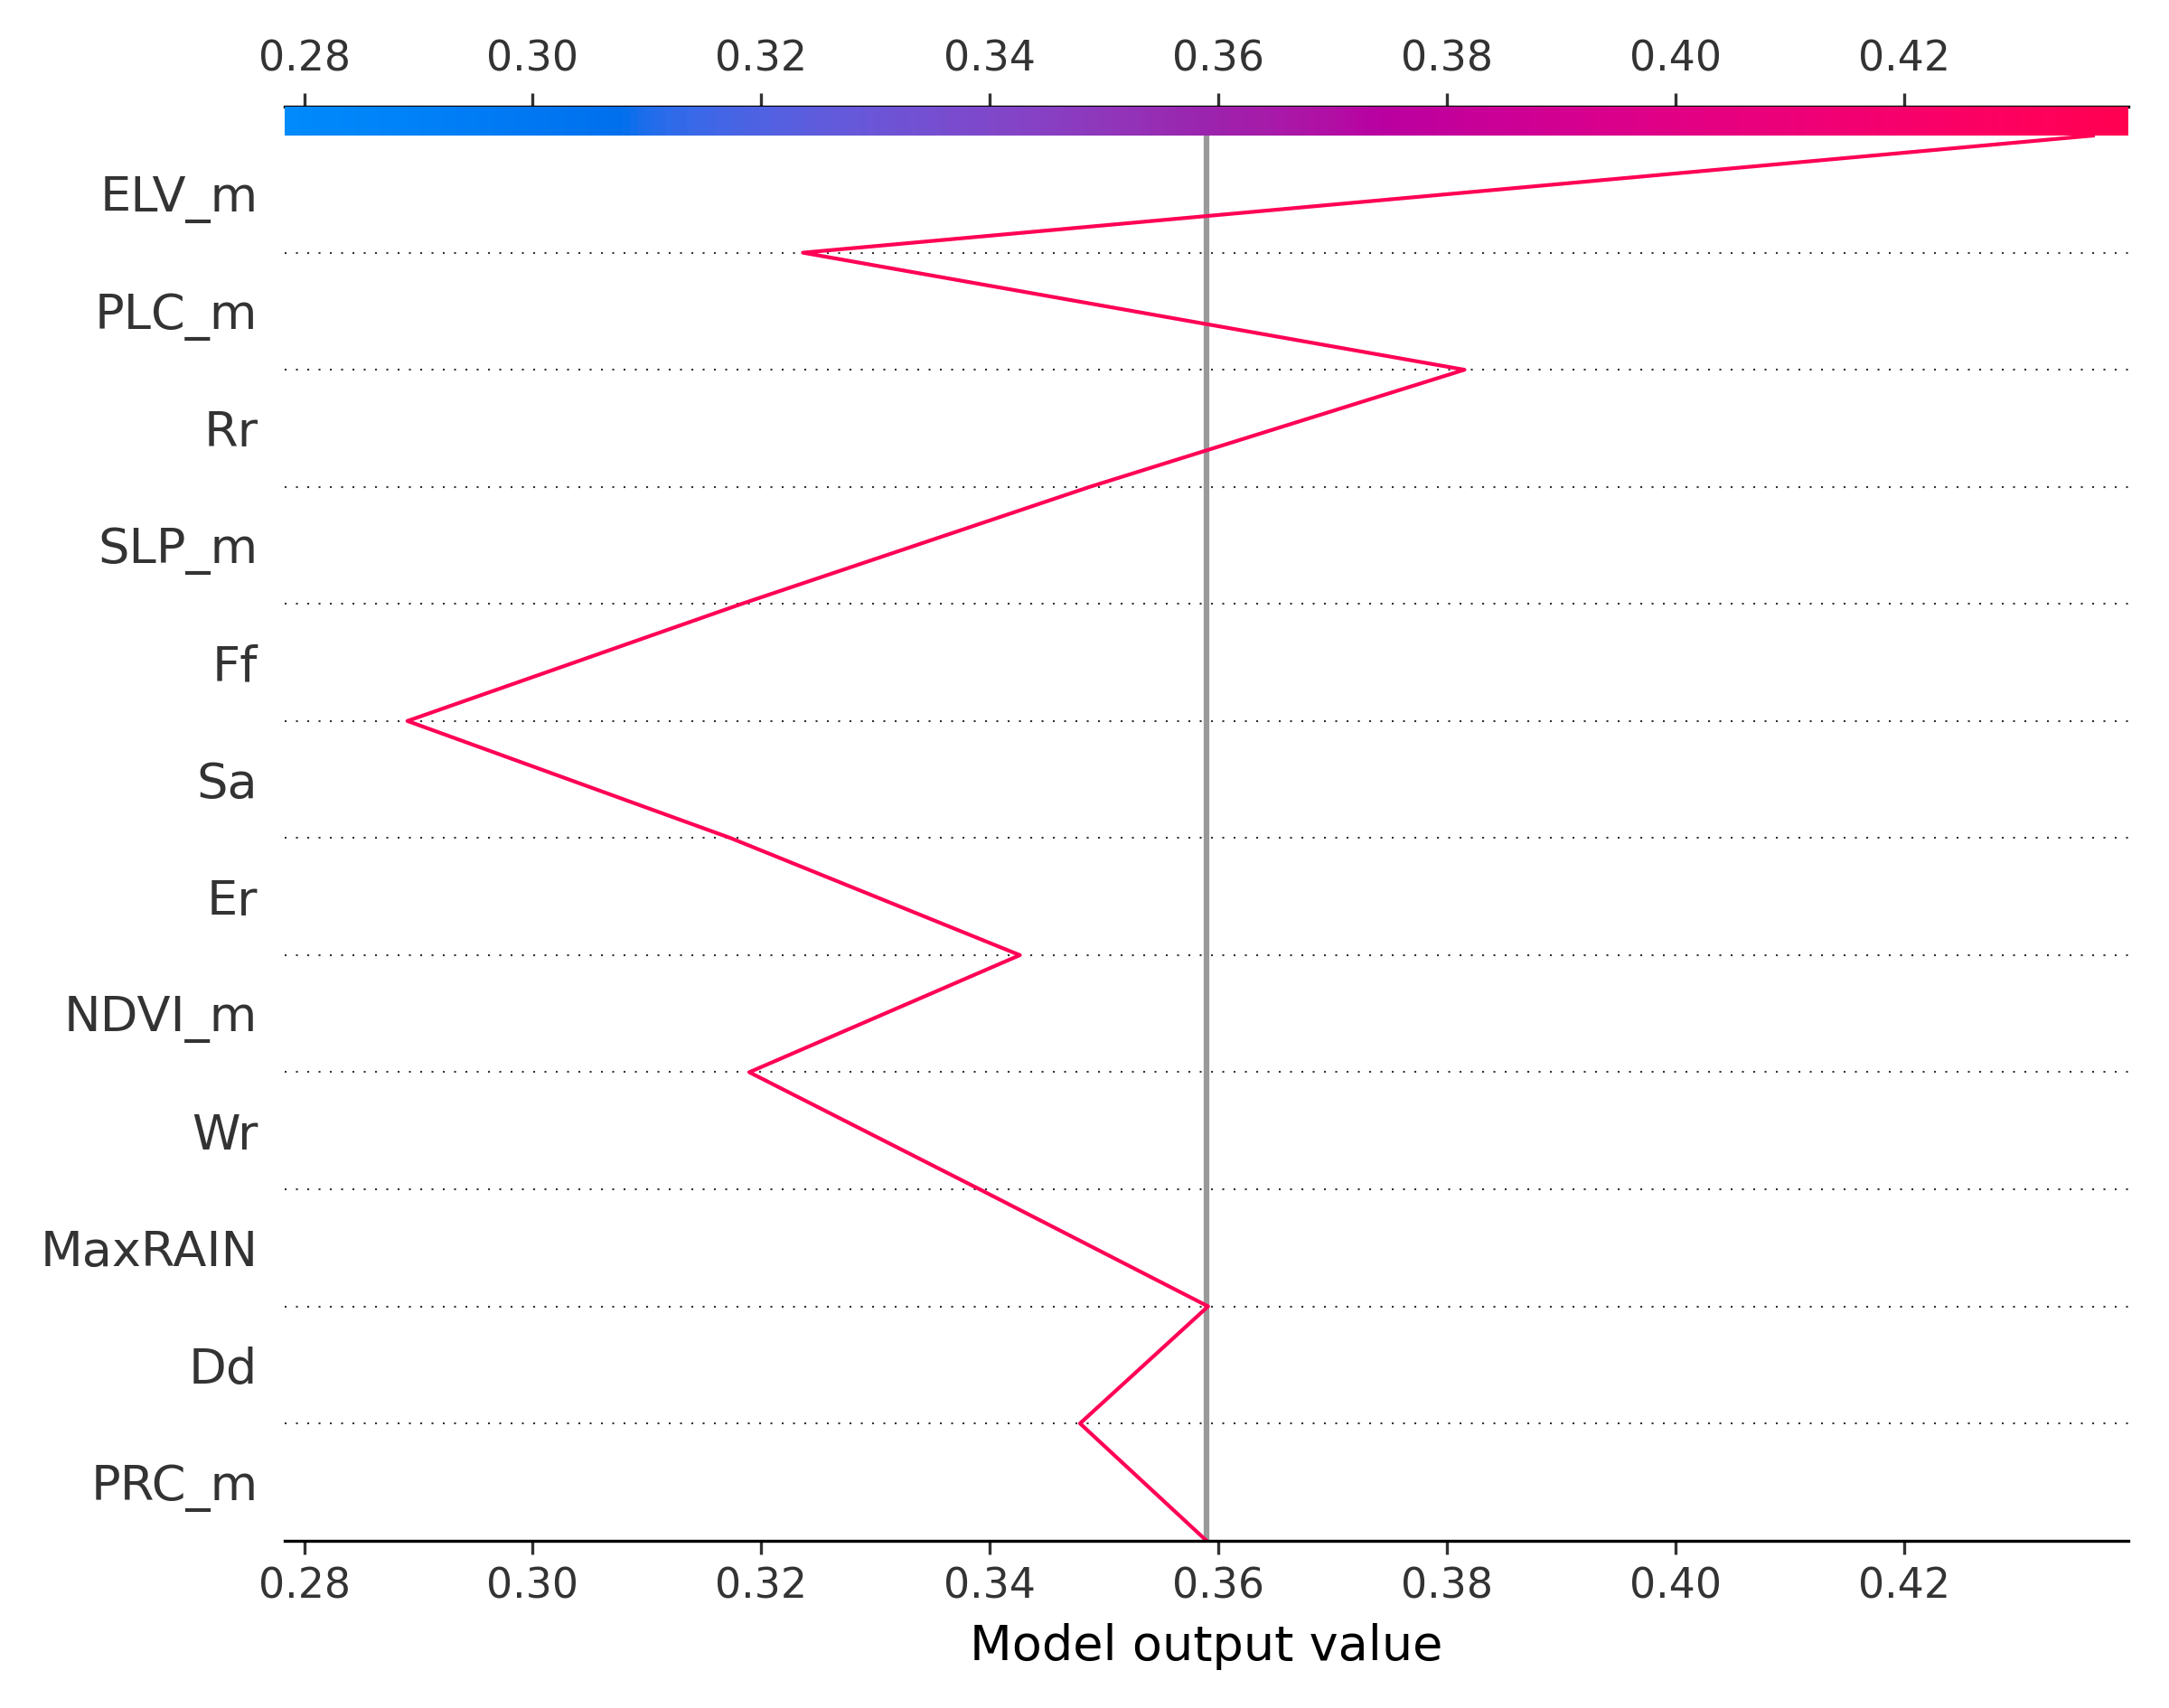 0.28 0.30 0.32 0.34 0.36 0.38 0.40 0.42
ELV_m
PLC_m
Rr
SLP_m
Ff
Sa
Er
NDVI_m
Wr
MaxRAIN
Dd
PRC_m
0.28 0.30 0.32 0.34 0.36 0.38 0.40 0.42
Model output value